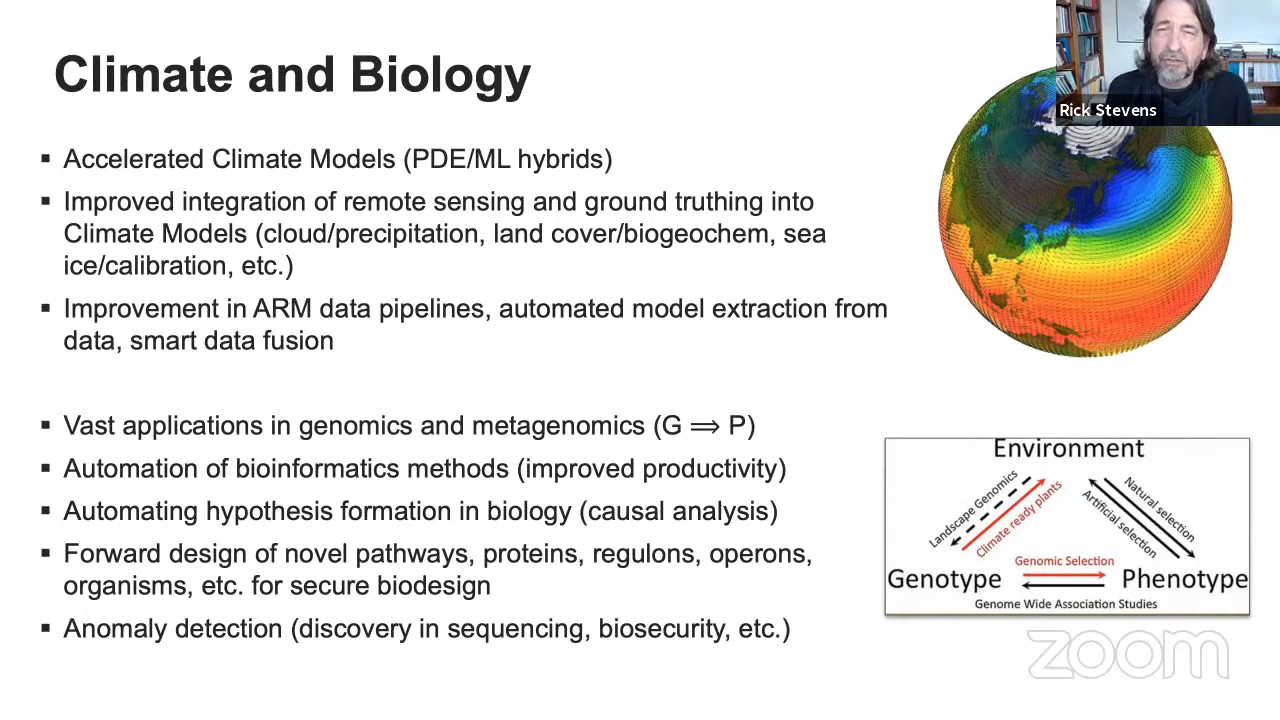 Climate and Biology
Rick Stevens
▪ Accelerated Climate Models (PDE/ML hybrids)
▪ Improved integration of remote sensing and ground truthing into
Climate Models (cloud/precipitation, land cover/biogeochem, sea
ice/calibration, etc.)
▪ Improvement in ARM data pipelines, automated model extraction from
data, smart data fusion
▪ Vast applications in genomics and metagenomics (G ⟹ P)
▪ Automation of bioinformatics methods (improved productivity)
▪ Automating hypothesis formation in biology (causal analysis)
▪ Forward design of novel pathways, proteins, regulons, operons,
organisms, etc. for secure biodesign
▪ Anomaly detection (discovery in sequencing, biosecurity, etc.)
Environment
Landscape Genomics
Climate ready plants
Natural selection
Artificial selection
Genomic Selection
Genotype
Phenotype
Genome Wide Association Studies
zoom